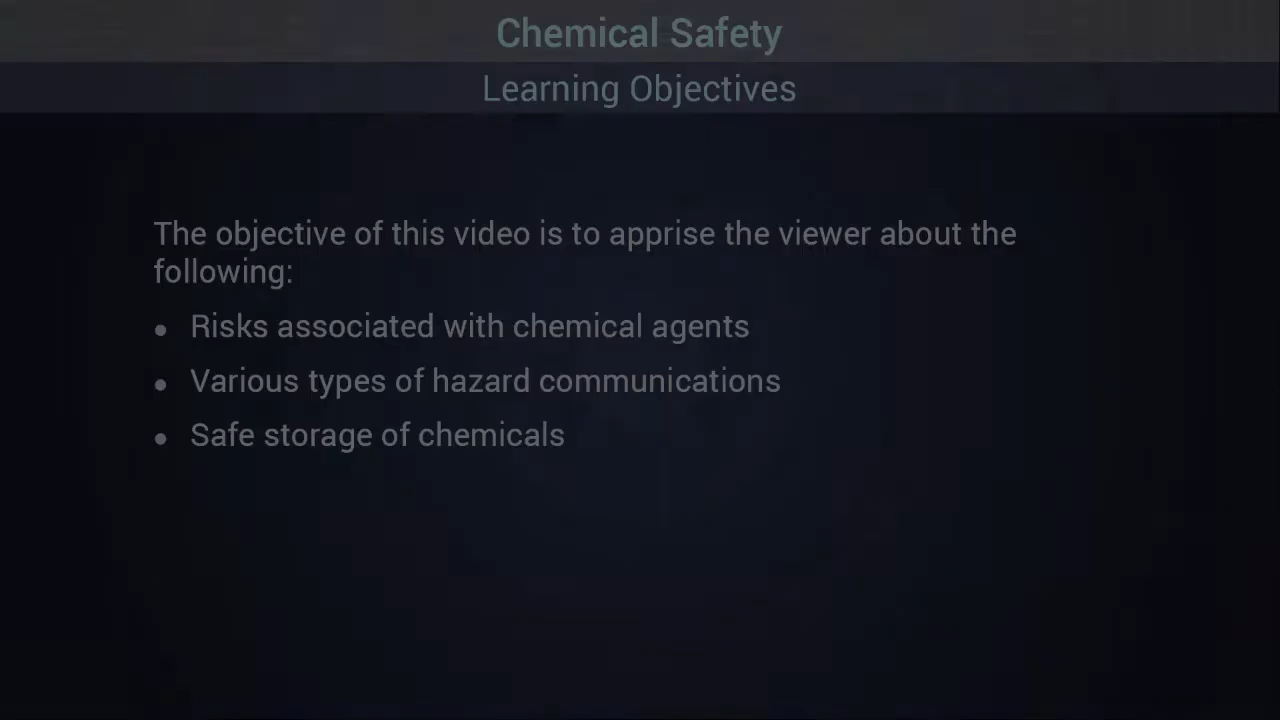 Chemical Safety
Learning Objectives
The objective of this video is to apprise the viewer about the
following:
● Risks associated with chemical agents
● Various types of hazard communications
● Safe storage of chemicals